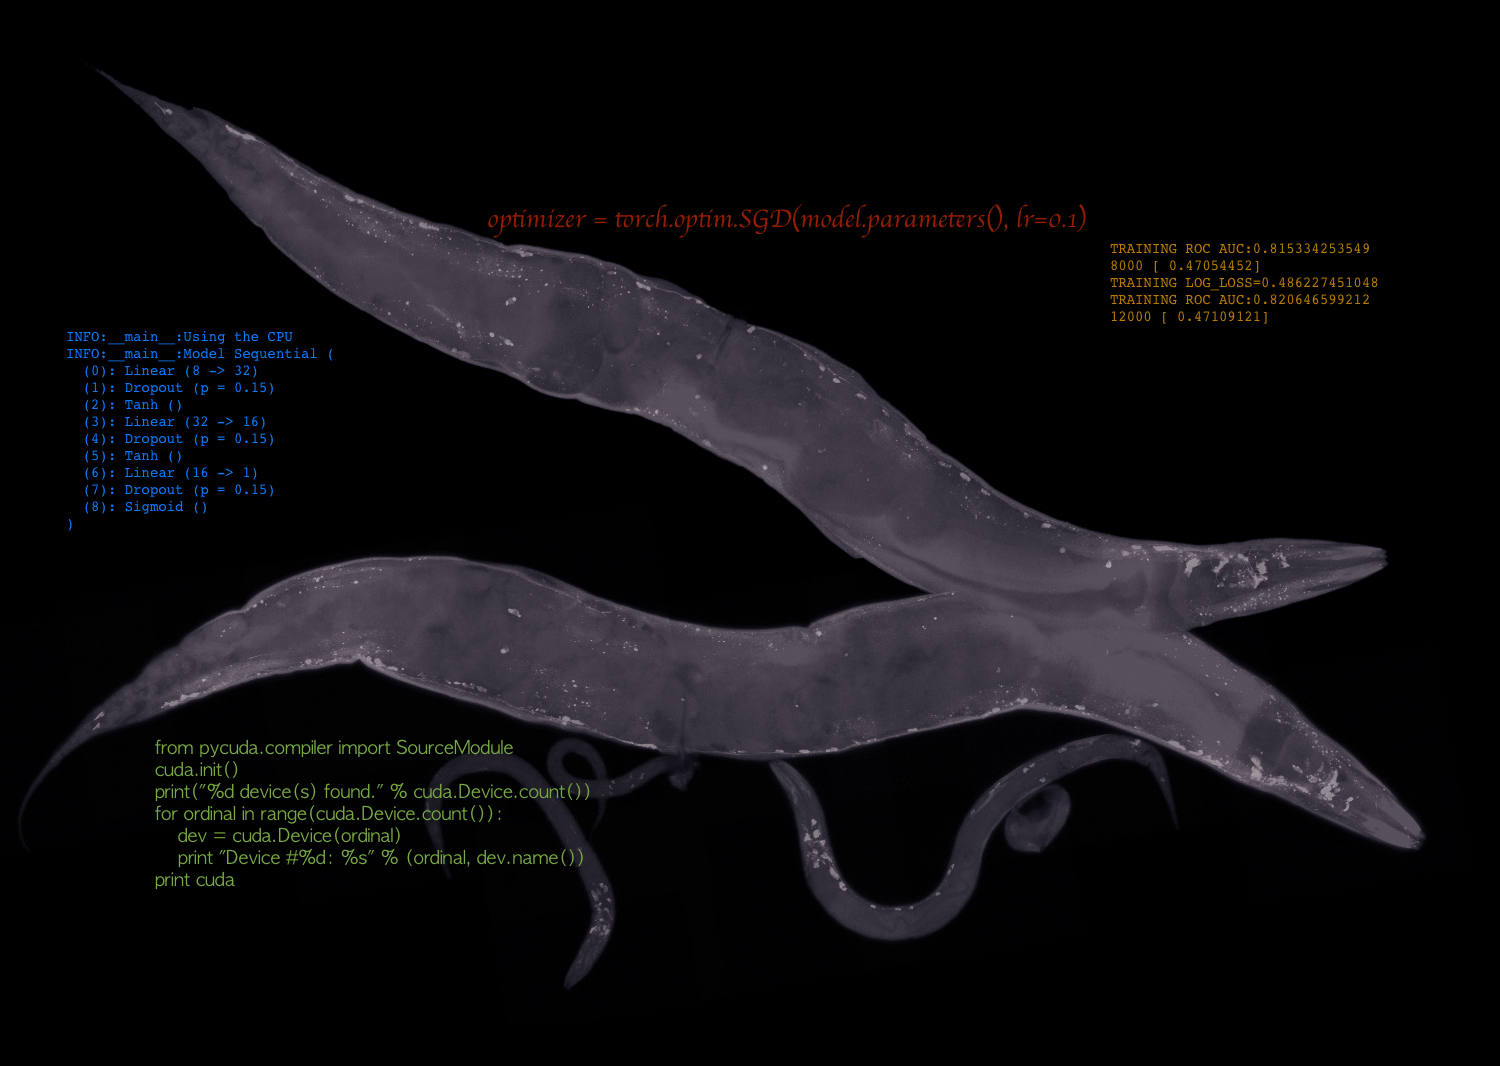 optimizer = torch.optim.SGD(model.parameters(), lr=0.1)
TRAINING ROC AUC:0.815334253549
8000 [ 0.47054452]
TRAINING LOG_LOSS=0.486227451048
TRAINING ROC AUC:0.820646599212
12000 [ 0.47109121]
INFO:__main__:Using the CPU
INFO:__main__:Model Sequential (
  (0): Linear (8 -> 32)
  (1): Dropout (p = 0.15)
  (2): Tanh ()
  (3): Linear (32 -> 16)
  (4): Dropout (p = 0.15)
  (5): Tanh ()
  (6): Linear (16 -> 1)
  (7): Dropout (p = 0.15)
  (8): Sigmoid ()
)
from pycuda.compiler import SourceModule
cuda.init()
print("%d device(s) found." % cuda.Device.count())
for ordinal in range(cuda.Device.count()):
    dev = cuda.Device(ordinal)
    print "Device #%d: %s" % (ordinal, dev.name())
print cuda